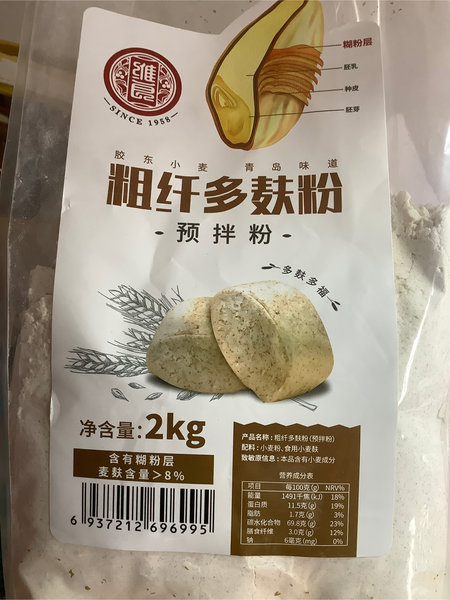 進益
SINCE 1958
糊粉层
胚乳
种皮
胚芽
胶东小麦 青岛味道
粗纤多麸粉
-预拌粉-
多麸多福
净含量:2kg
含有糊粉层
麦麸含量>8%
6 937212 696995
产品名称:粗纤多麸粉(预拌粉)
配料:小麦粉、食用小麦麸
致敏原信息:本品含有小麦成分
营养成分表
项目 每100克(g) NRV%
能量 1491千焦(kJ) 18%
蛋白质 11.5克(g) 19%
脂肪 1.7克(g) 3%
碳水化合物 69.8克(g) 23%
膳食纤维 3.0克(g) 12%
钠 6毫克(mg) 0%